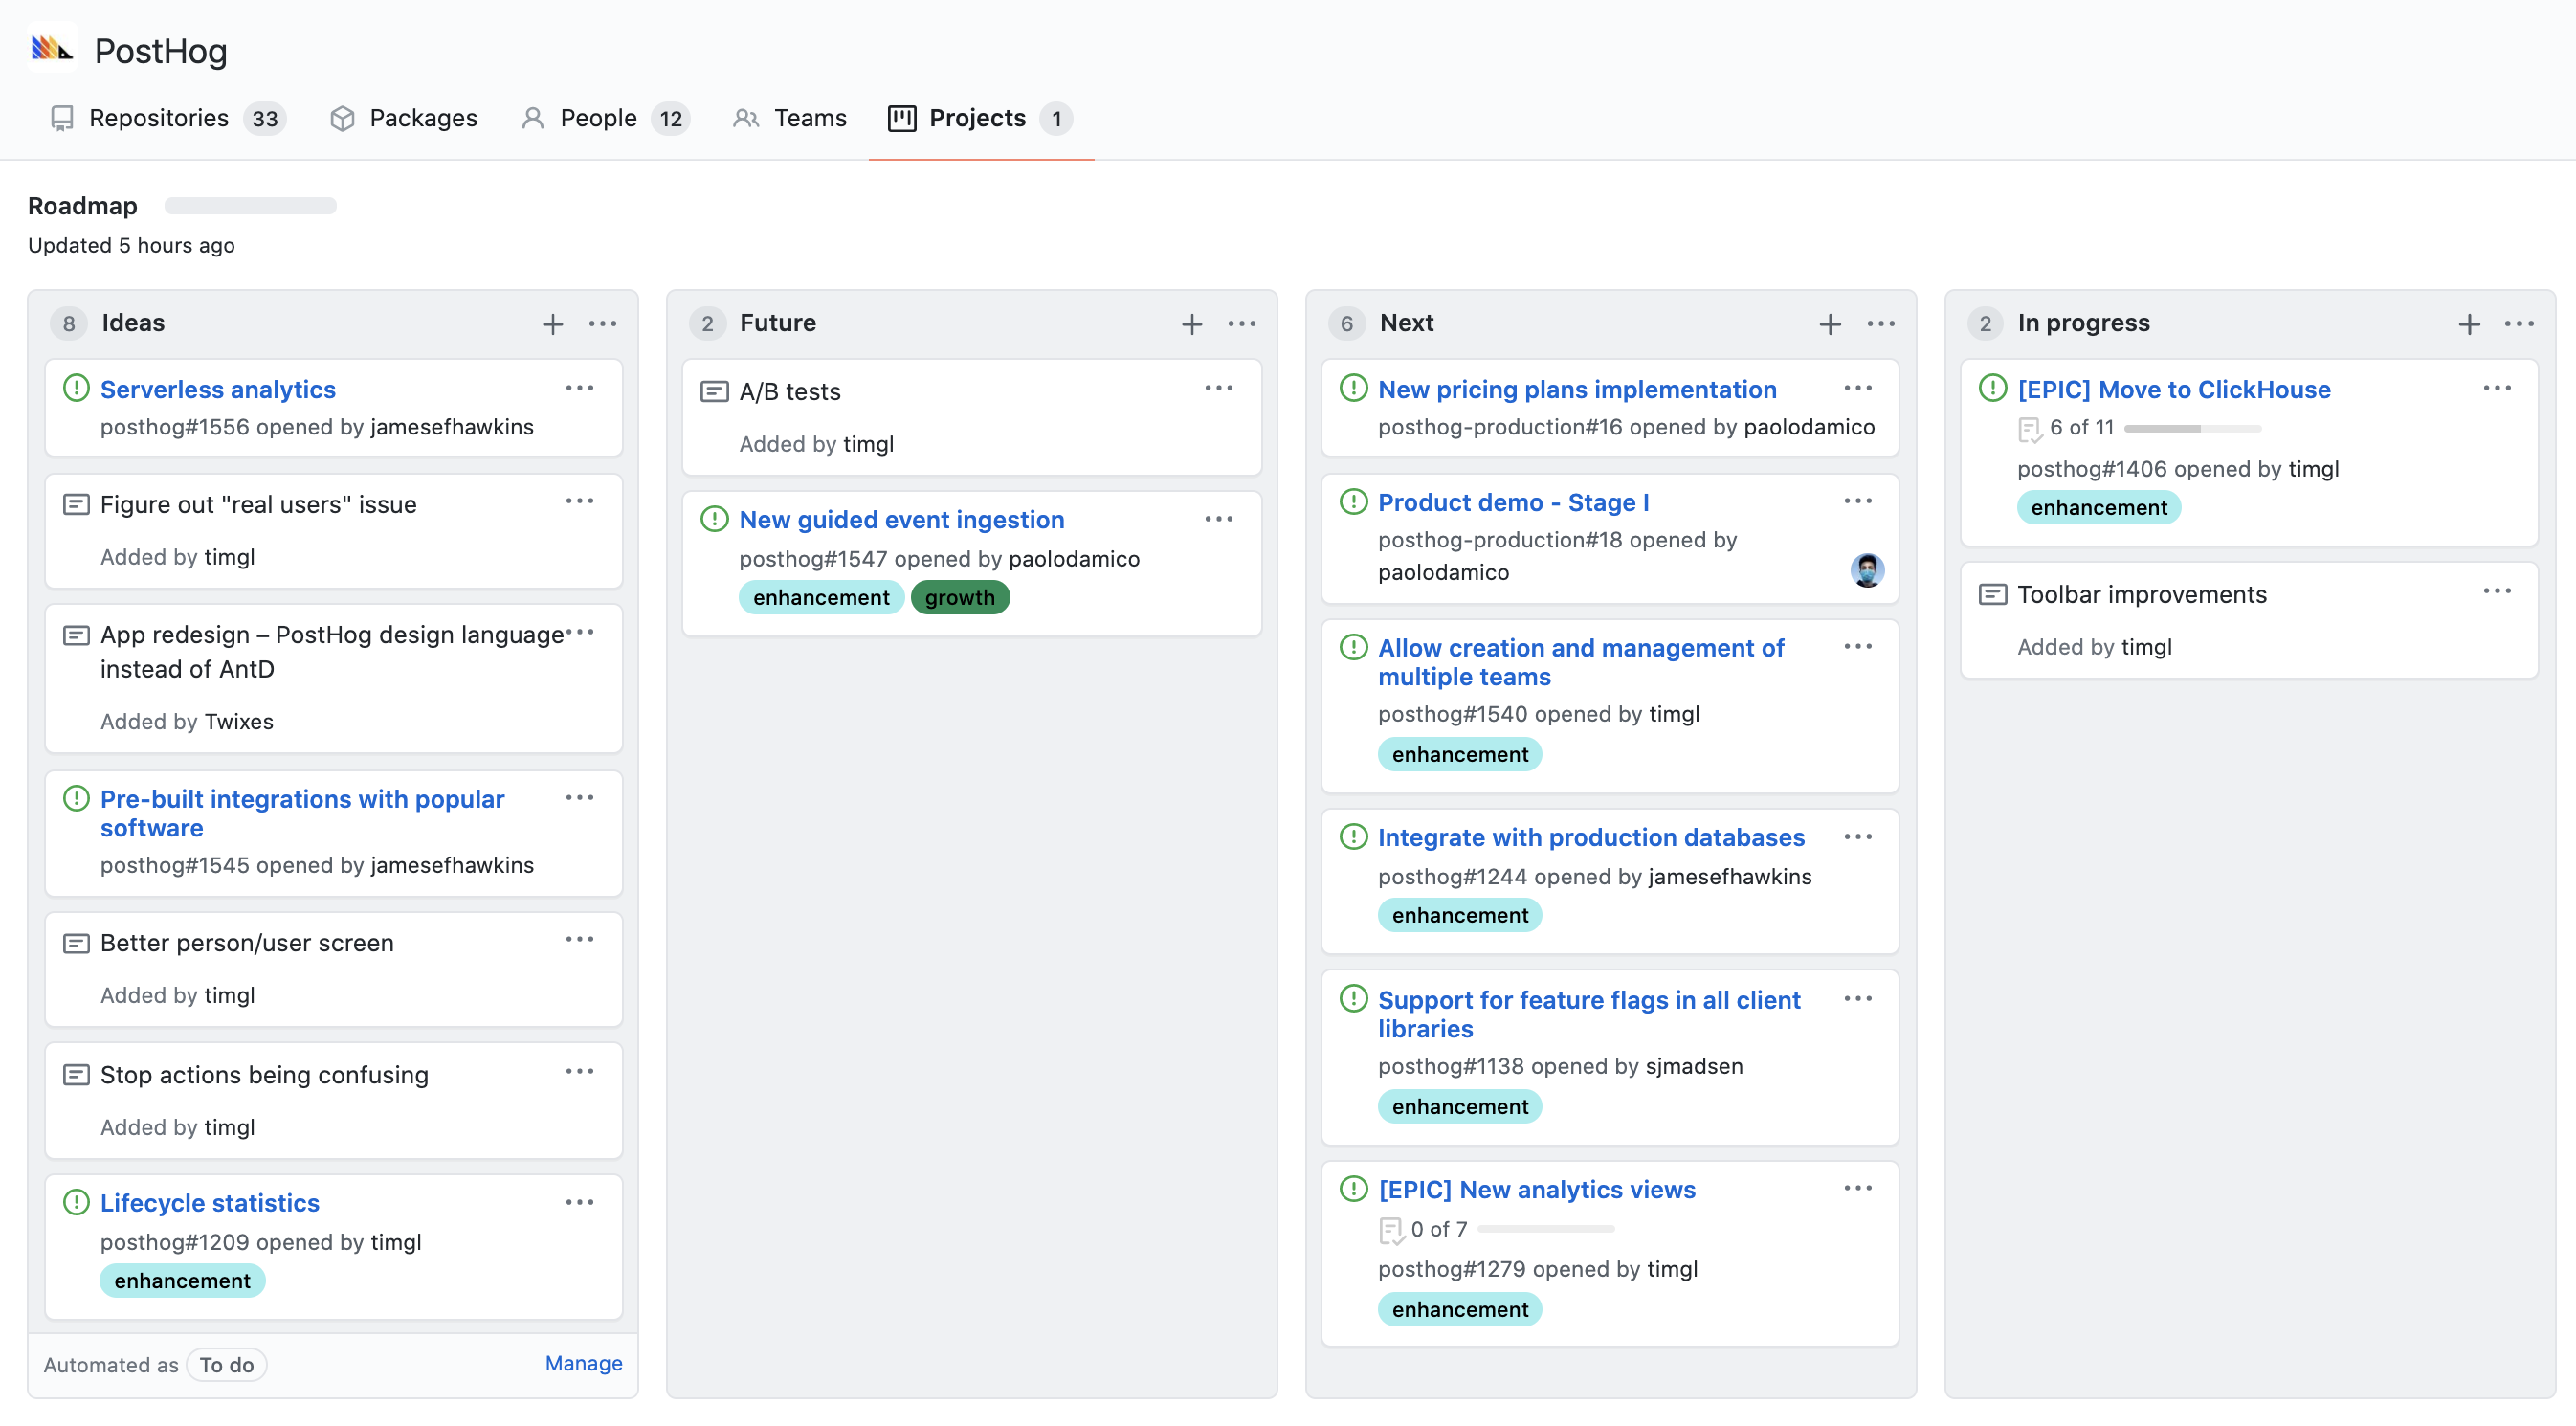 PostHog
Repositories 33 Packages People 12 Teams Projects 1
Roadmap
Updated 5 hours ago
8 Ideas
Serverless analytics
posthog#1556 opened by jamesefhawkins
Figure out "real users" issue
Added by timgl
App redesign – PostHog design language
instead of AntD
Added by Twixes
Pre-built integrations with popular
software
posthog#1545 opened by jamesefhawkins
Better person/user screen
Added by timgl
Stop actions being confusing
Added by timgl
Lifecycle statistics
posthog#1209 opened by timgl
enhancement
Automated as To do Manage
2 Future
A/B tests
Added by timgl
New guided event ingestion
posthog#1547 opened by paolodamico
enhancement growth
6 Next
New pricing plans implementation
posthog-production#16 opened by paolodamico
Product demo - Stage I
posthog-production#18 opened by
paolodamico
Allow creation and management of
multiple teams
posthog#1540 opened by timgl
enhancement
Integrate with production databases
posthog#1244 opened by jamesefhawkins
enhancement
Support for feature flags in all client
libraries
posthog#1138 opened by sjmadsen
enhancement
[EPIC] New analytics views
0 of 7
posthog#1279 opened by timgl
enhancement
2 In progress
[EPIC] Move to ClickHouse
6 of 11
posthog#1406 opened by timgl
enhancement
Toolbar improvements
Added by timgl